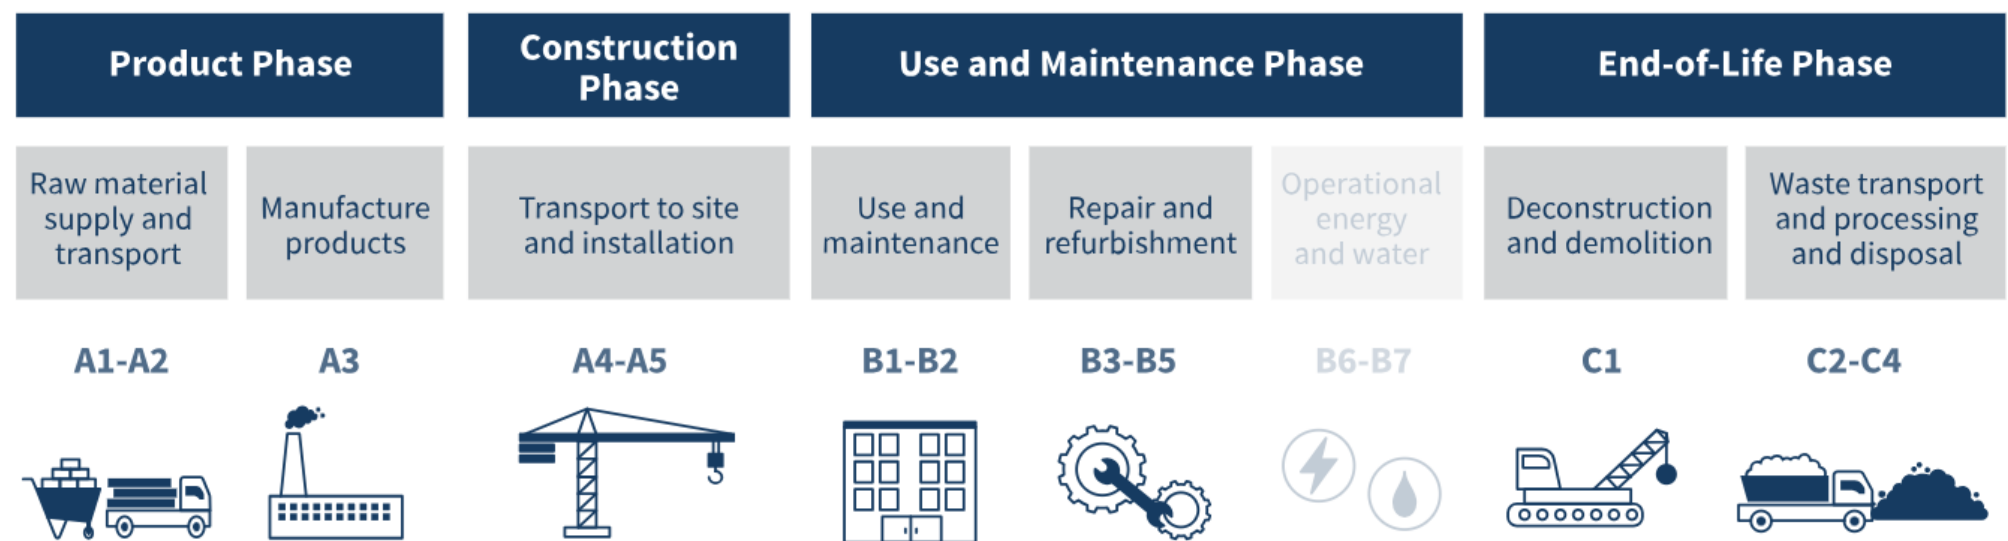 Product Phase
Construction
Phase
Use and Maintenance Phase
End-of-Life Phase
Raw material
supply and
transport
Manufacture
products
Transport to site
and installation
Use and
maintenance
Repair and
refurbishment
Operational
energy
and water
Deconstruction
and demolition
Waste transport
and processing
and disposal
A1-A2
A3
A4-A5
B1-B2
B3-B5
B6-B7
C1
C2-C4